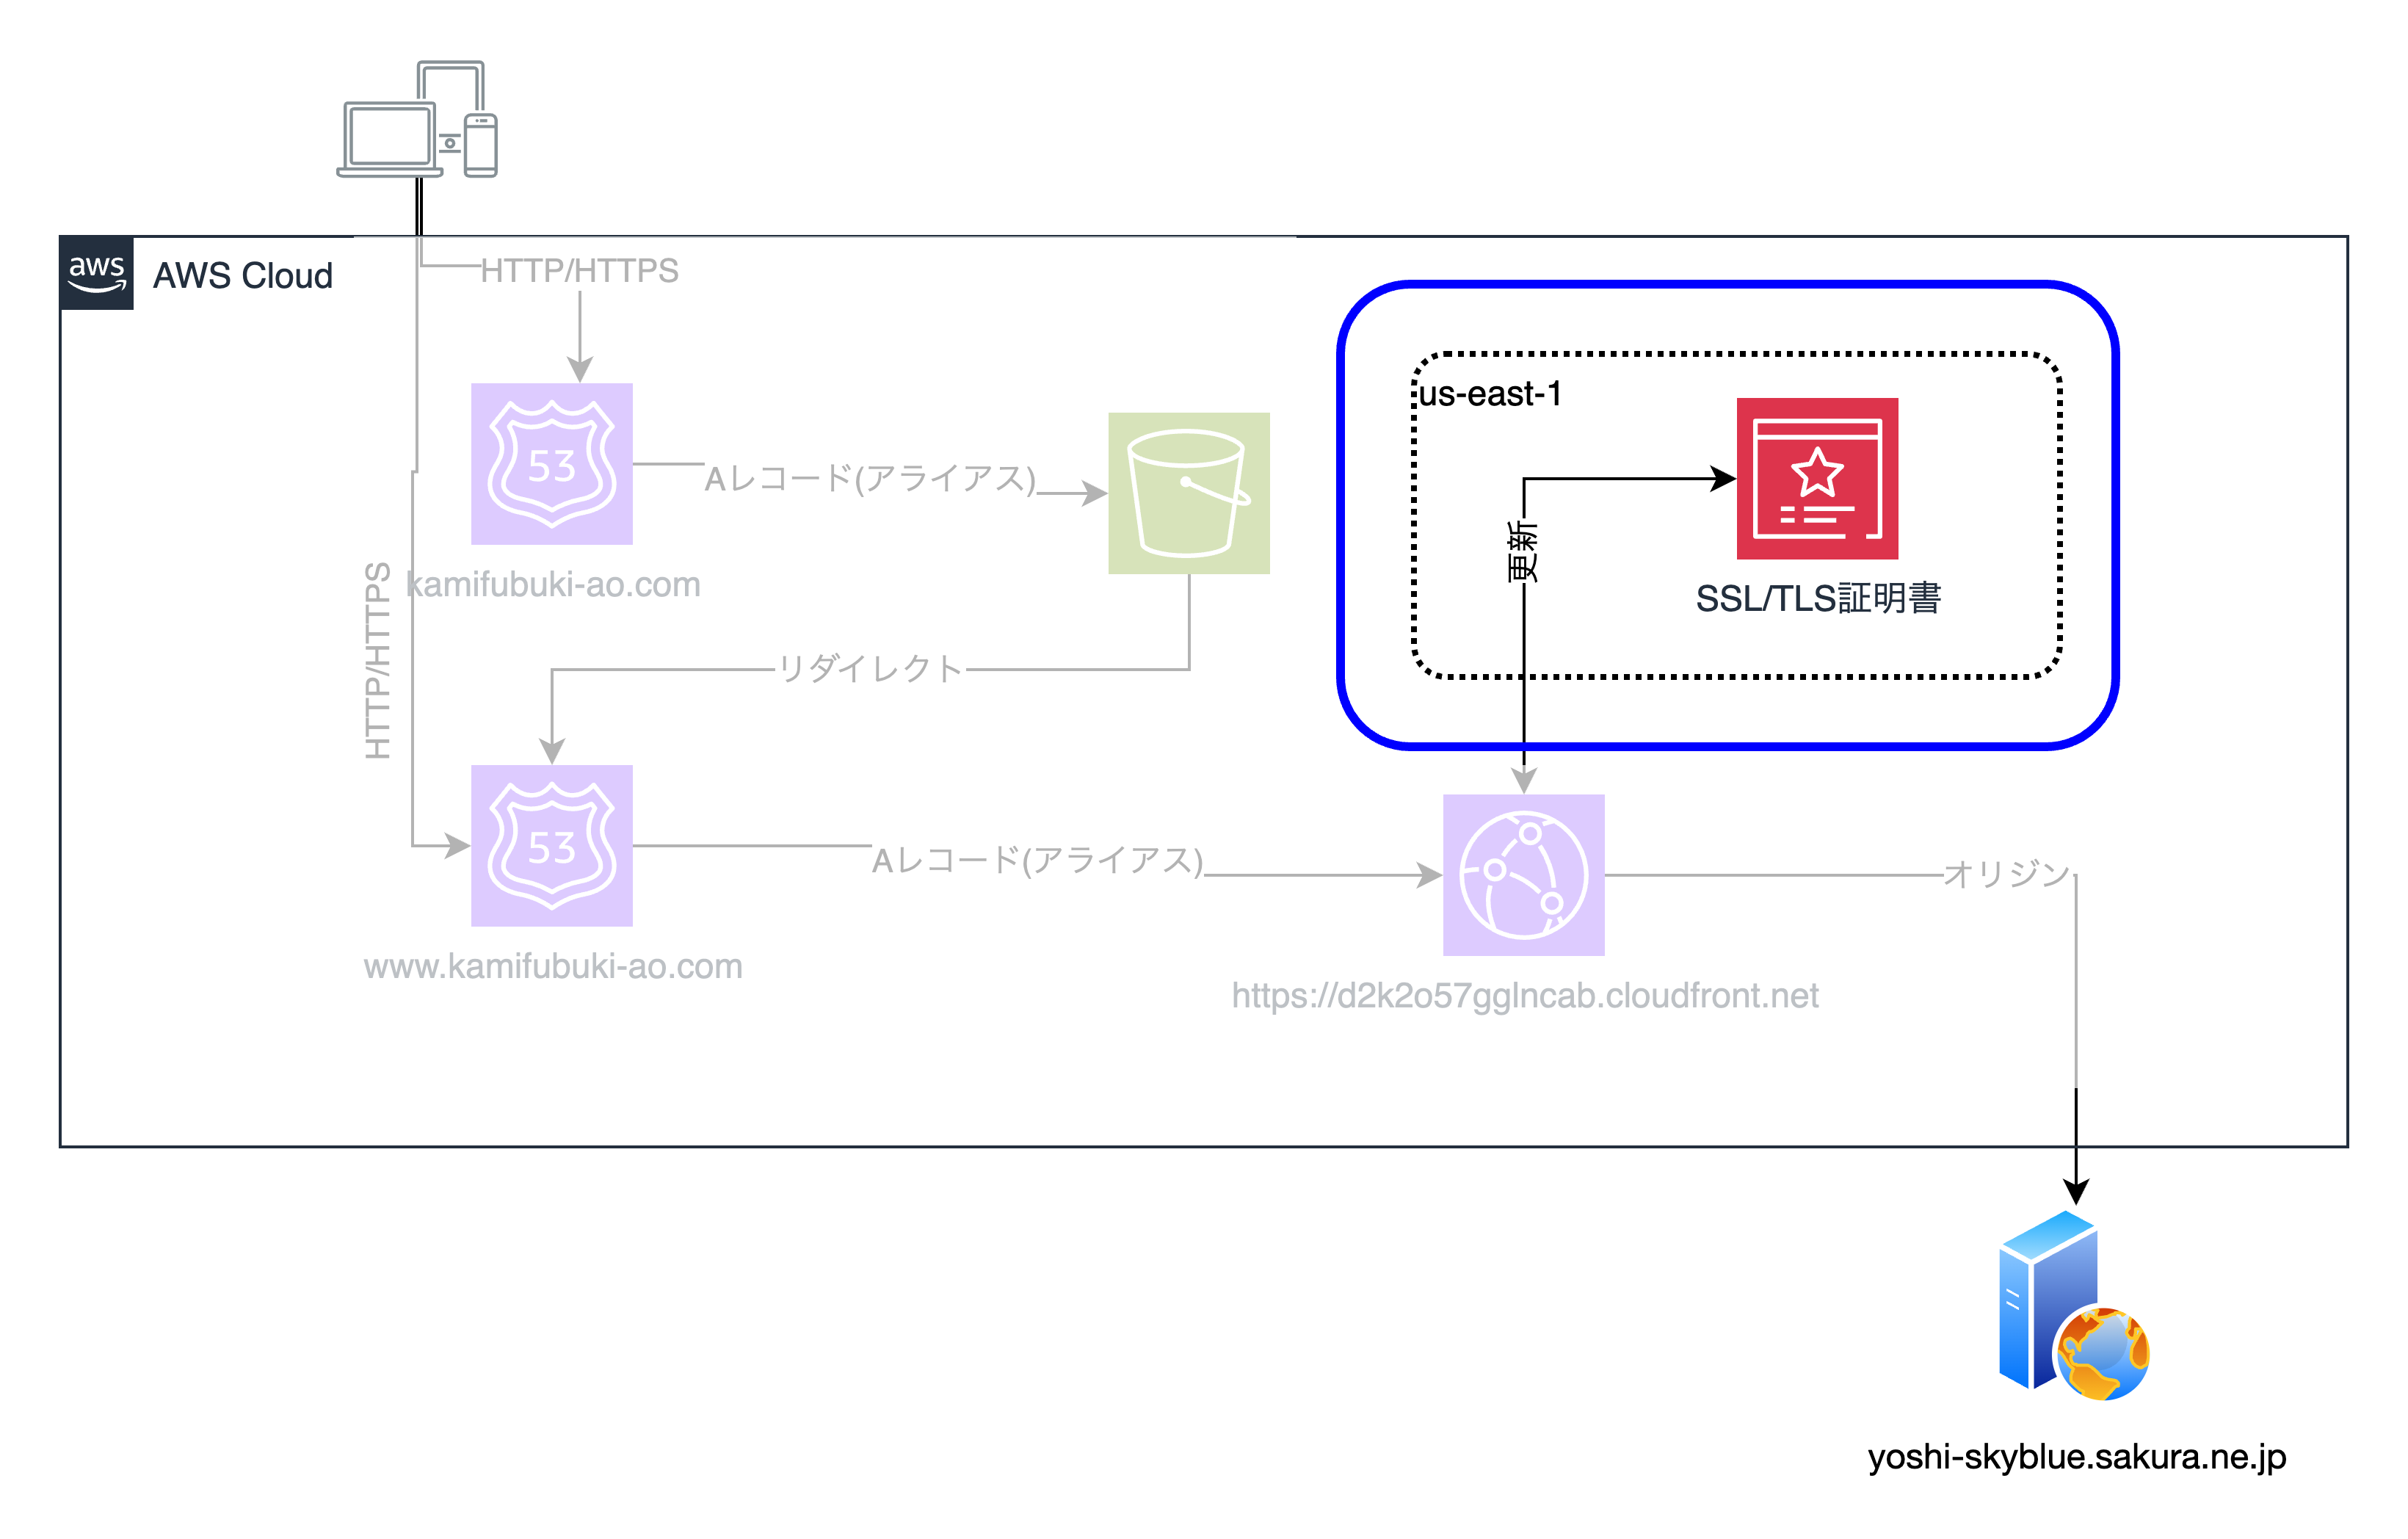 aws
AWS Cloud
HTTP/HTTPS
us-east-1
53
Aレコード(アライアス)
更新
kamifubuki-ao.com
SSL/TLS証明書
HTTP/HTTPS
リダイレクト
53
Aレコード(アライアス)
オリジン
www.kamifubuki-ao.com
https://d2k2o57gglncab.cloudfront.net
yoshi-skyblue.sakura.ne.jp